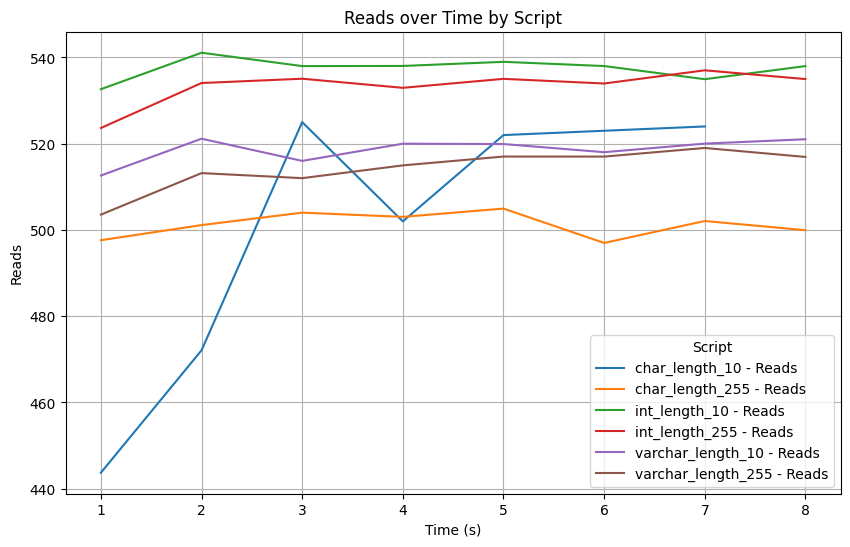 Reads over Time by Script
Reads
540
520
500
480
460
440
1 2 3 4 5 6 7 8
Time (s)
Script
char_length_10 - Reads
char_length_255 - Reads
int_length_10 - Reads
int_length_255 - Reads
varchar_length_10 - Reads
varchar_length_255 - Reads